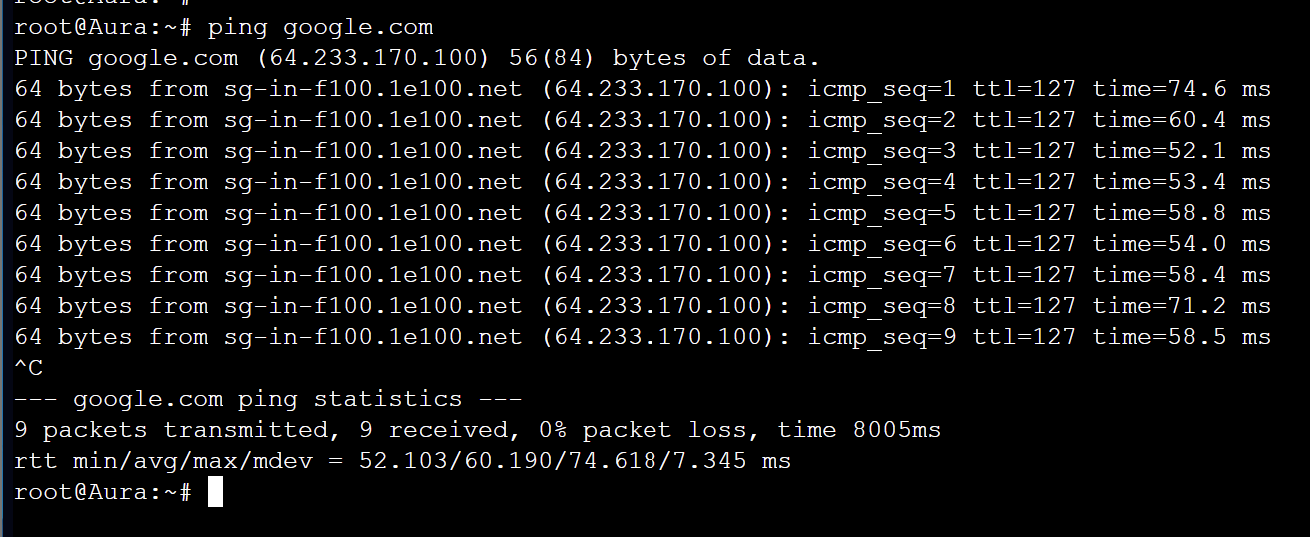 root@Aura:~#
root@Aura:~# ping google.com
PING google.com (64.233.170.100) 56(84) bytes of data.
64 bytes from sg-in-f100.1e100.net (64.233.170.100): icmp_seq=1 ttl=127 time=74.6 ms
64 bytes from sg-in-f100.1e100.net (64.233.170.100): icmp_seq=2 ttl=127 time=60.4 ms
64 bytes from sg-in-f100.1e100.net (64.233.170.100): icmp_seq=3 ttl=127 time=52.1 ms
64 bytes from sg-in-f100.1e100.net (64.233.170.100): icmp_seq=4 ttl=127 time=53.4 ms
64 bytes from sg-in-f100.1e100.net (64.233.170.100): icmp_seq=5 ttl=127 time=58.8 ms
64 bytes from sg-in-f100.1e100.net (64.233.170.100): icmp_seq=6 ttl=127 time=54.0 ms
64 bytes from sg-in-f100.1e100.net (64.233.170.100): icmp_seq=7 ttl=127 time=58.4 ms
64 bytes from sg-in-f100.1e100.net (64.233.170.100): icmp_seq=8 ttl=127 time=71.2 ms
64 bytes from sg-in-f100.1e100.net (64.233.170.100): icmp_seq=9 ttl=127 time=58.5 ms
^C
--- google.com ping statistics ---
9 packets transmitted, 9 received, 0% packet loss, time 8005ms
rtt min/avg/max/mdev = 52.103/60.190/74.618/7.345 ms
root@Aura:~#